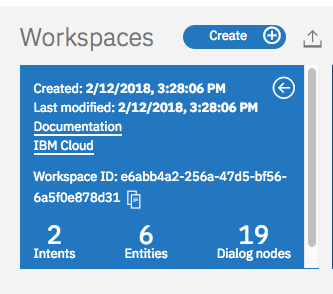 Workspaces
Create
Created: 2/12/2018, 3:28:06 PM
Last modified: 2/12/2018, 3:28:06 PM
Documentation
IBM Cloud
Workspace ID: e6abb4a2-256a-47d5-bf56-
6a5f0e878d31
2 6 19
Intents Entities Dialog nodes